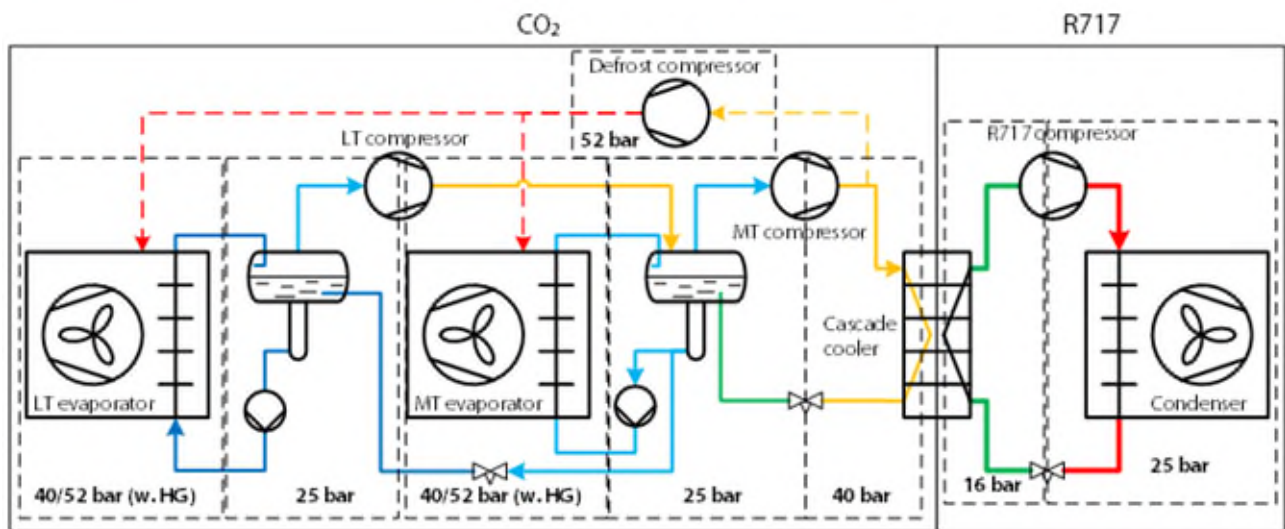 CO₂
R717
Defrost compressor
52 bar
LT compressor
R717 compressor
MT compressor
Cascade
cooler
LT evaporator
MT evaporator
Condenser
40/52 bar (w. HG)
25 bar
40/52 bar (w. HG)
25 bar
40 bar
16 bar
25 bar